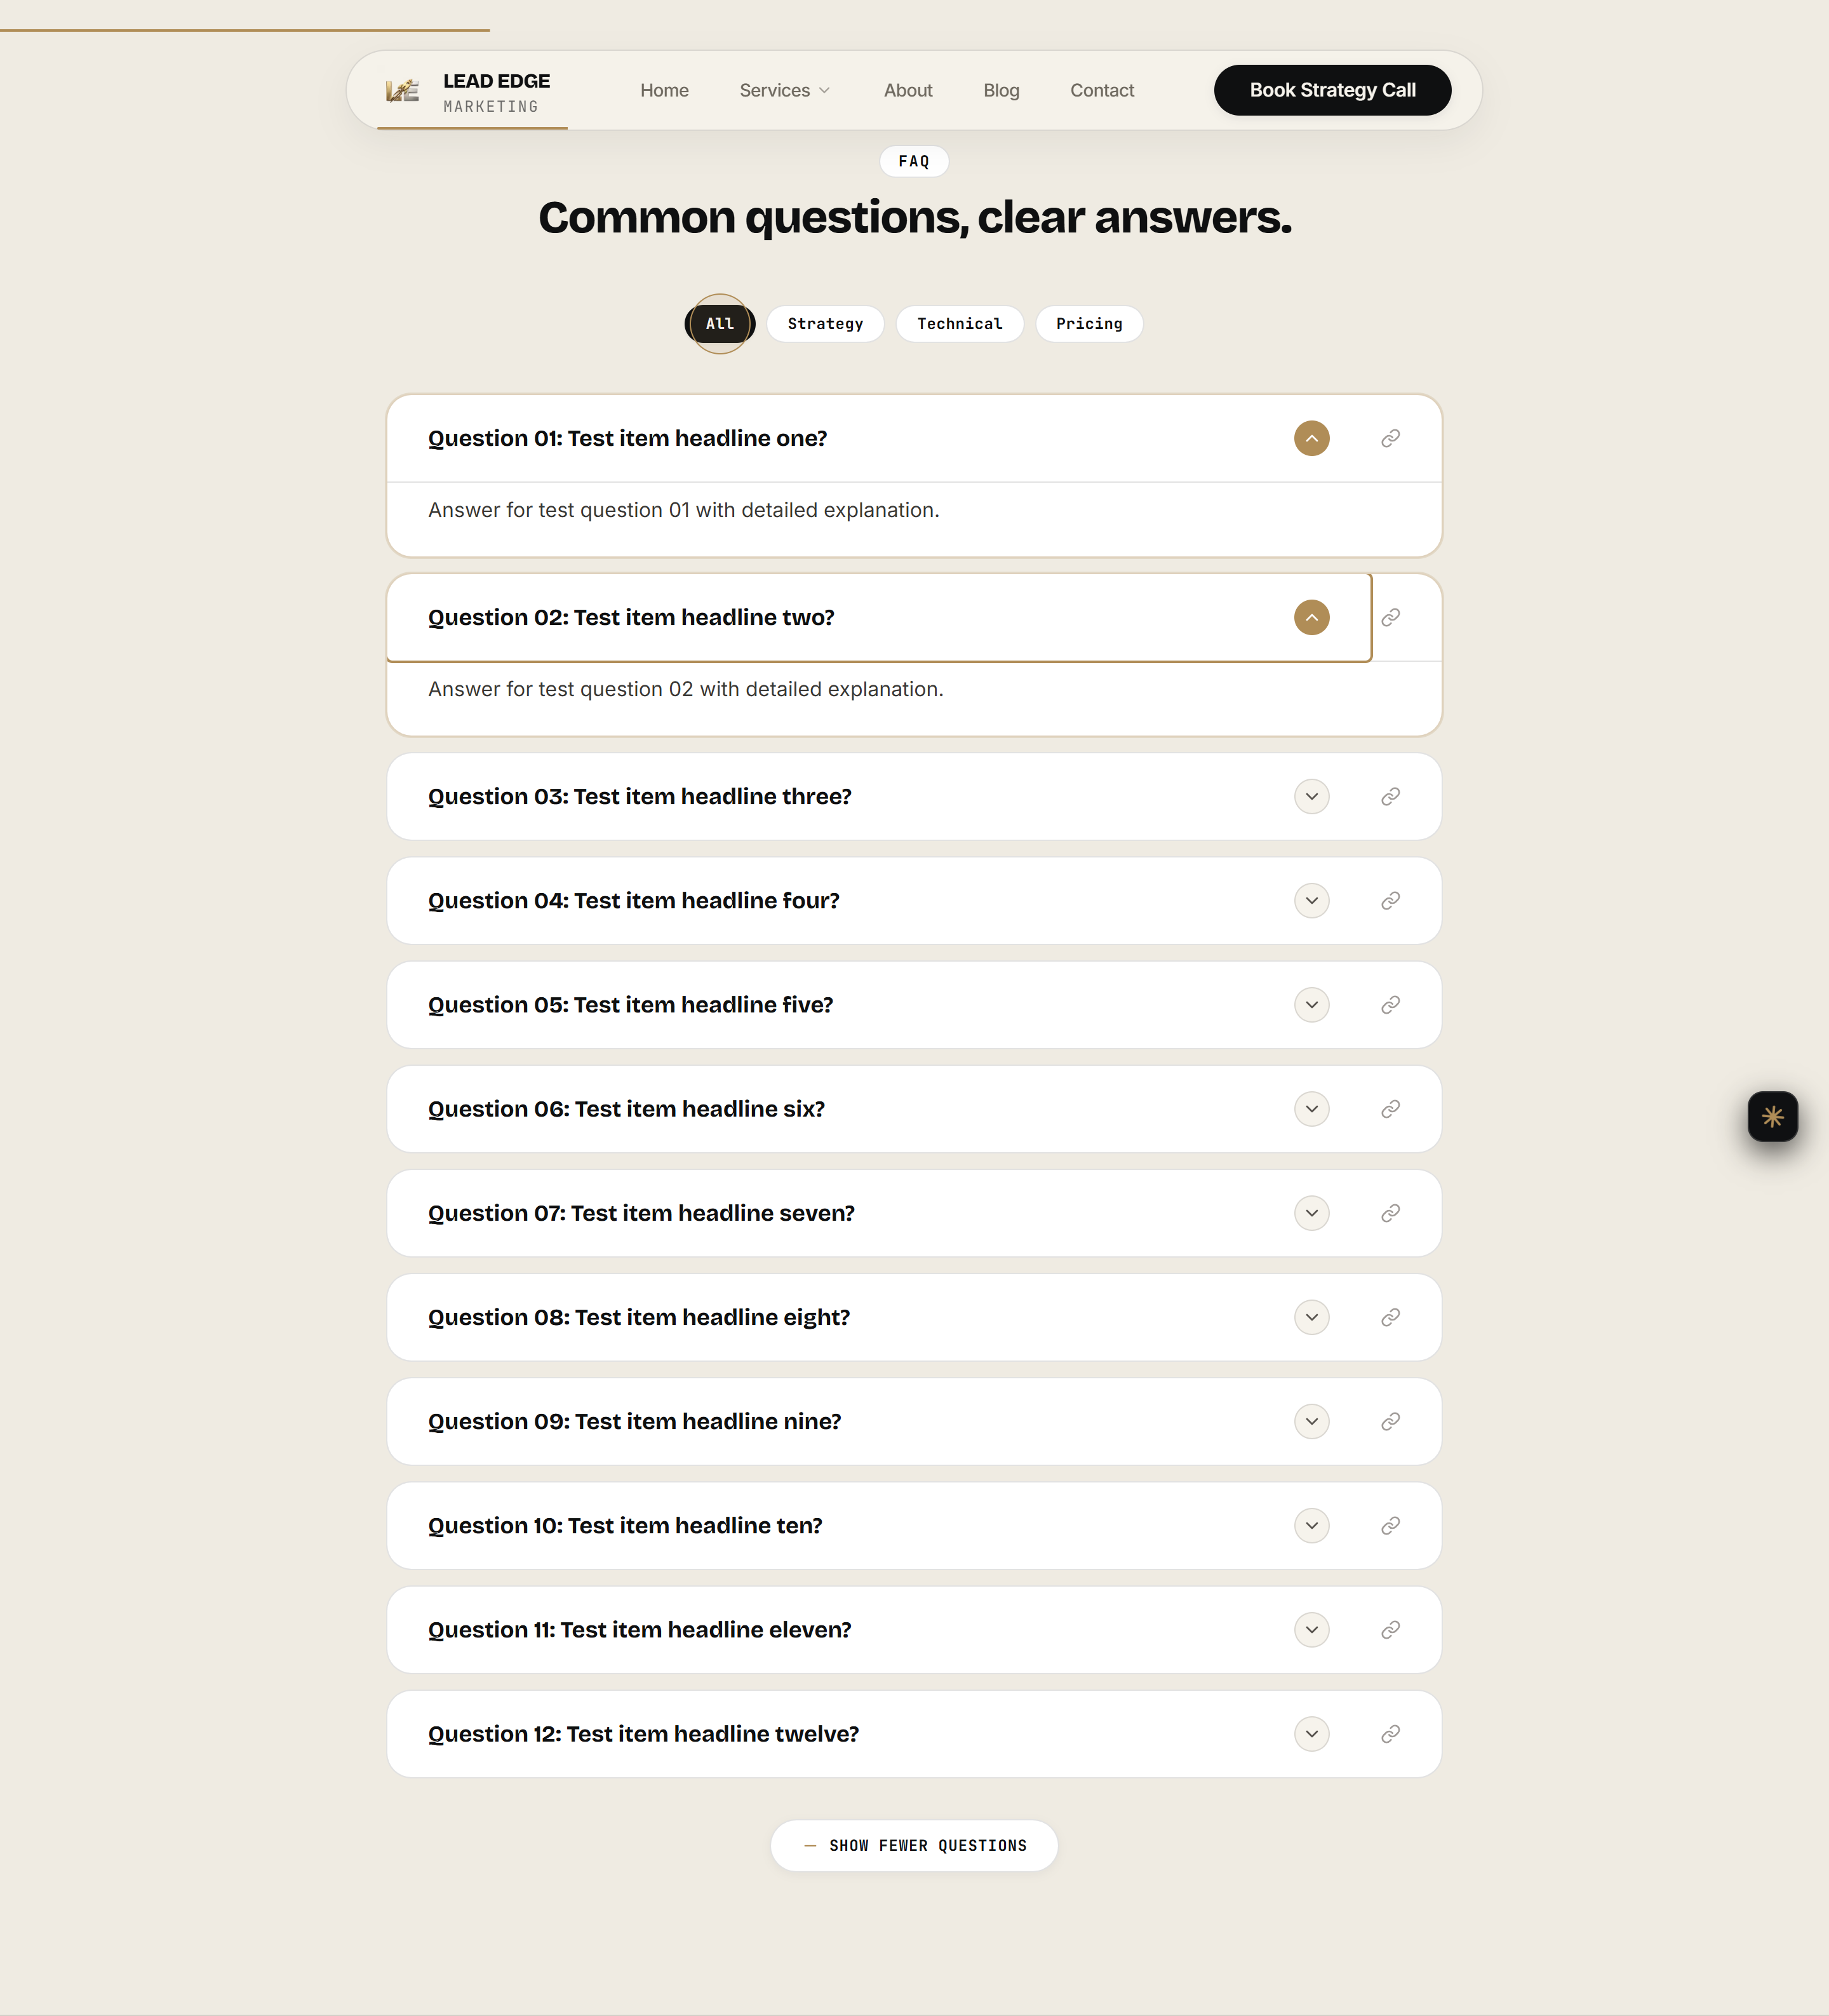 LEAD EDGE
MARKETING
Home
Services
About
Blog
Contact
Book Strategy Call
FAQ
Common questions, clear answers.
All
Strategy
Technical
Pricing
Question 01: Test item headline one?
Answer for test question 01 with detailed explanation.
Question 02: Test item headline two?
Answer for test question 02 with detailed explanation.
Question 03: Test item headline three?
Question 04: Test item headline four?
Question 05: Test item headline five?
Question 06: Test item headline six?
Question 07: Test item headline seven?
Question 08: Test item headline eight?
Question 09: Test item headline nine?
Question 10: Test item headline ten?
Question 11: Test item headline eleven?
Question 12: Test item headline twelve?
SHOW FEWER QUESTIONS